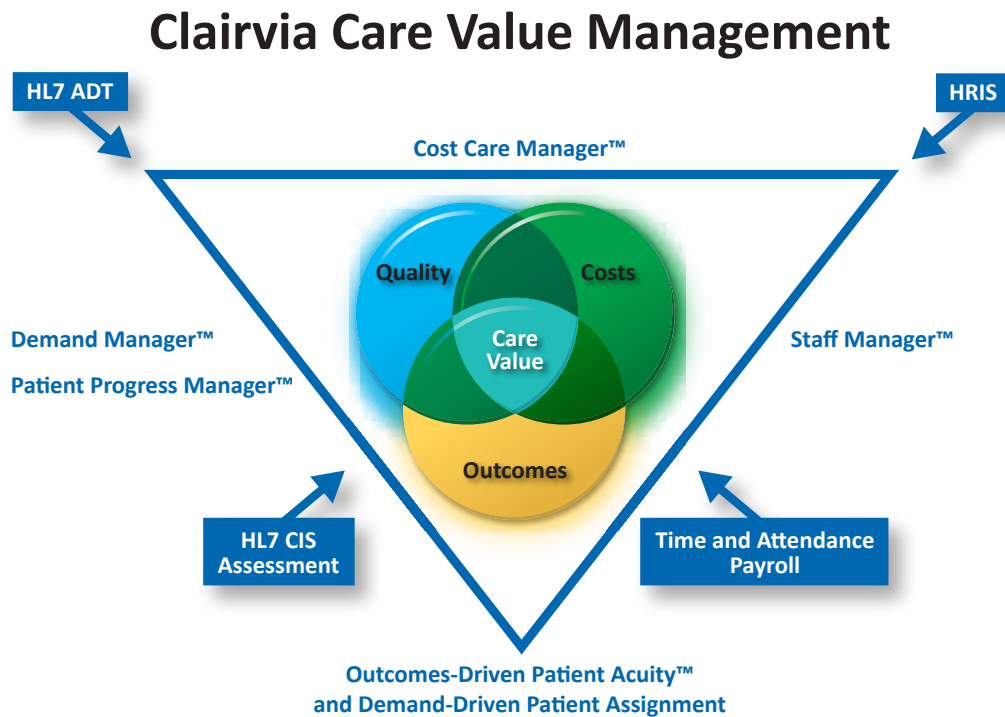 Clairvia Care Value Management
HL7 ADT
HRIS
Cost Care Manager™
Quality
Costs
Care
Value
Demand Manager™
Patient Progress Manager™
Staff Manager™
Outcomes
HL7 CIS
Assessment
Time and Attendance
Payroll
Outcomes-Driven Patient Acuity™
and Demand-Driven Patient Assignment